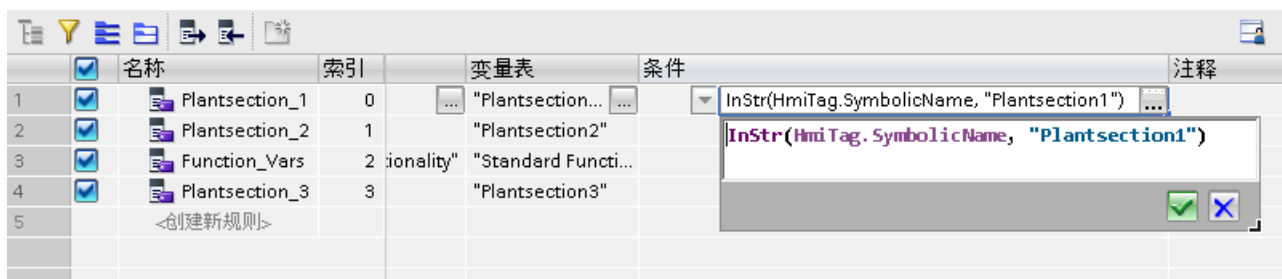 名称 索引 变量表 条件 注释
1 Plantsection_1 0 ... "Plantsection... ... InStr(HmiTag.SymbolicName, "Plantsection1") ...
2 Plantsection_2 1 "Plantsection2"
InStr(HmiTag.SymbolicName, "Plantsection1")
3 Function_Vars 2 tionality" "Standard Functi...
4 Plantsection_3 3 "Plantsection3"
5 <创建新规则>